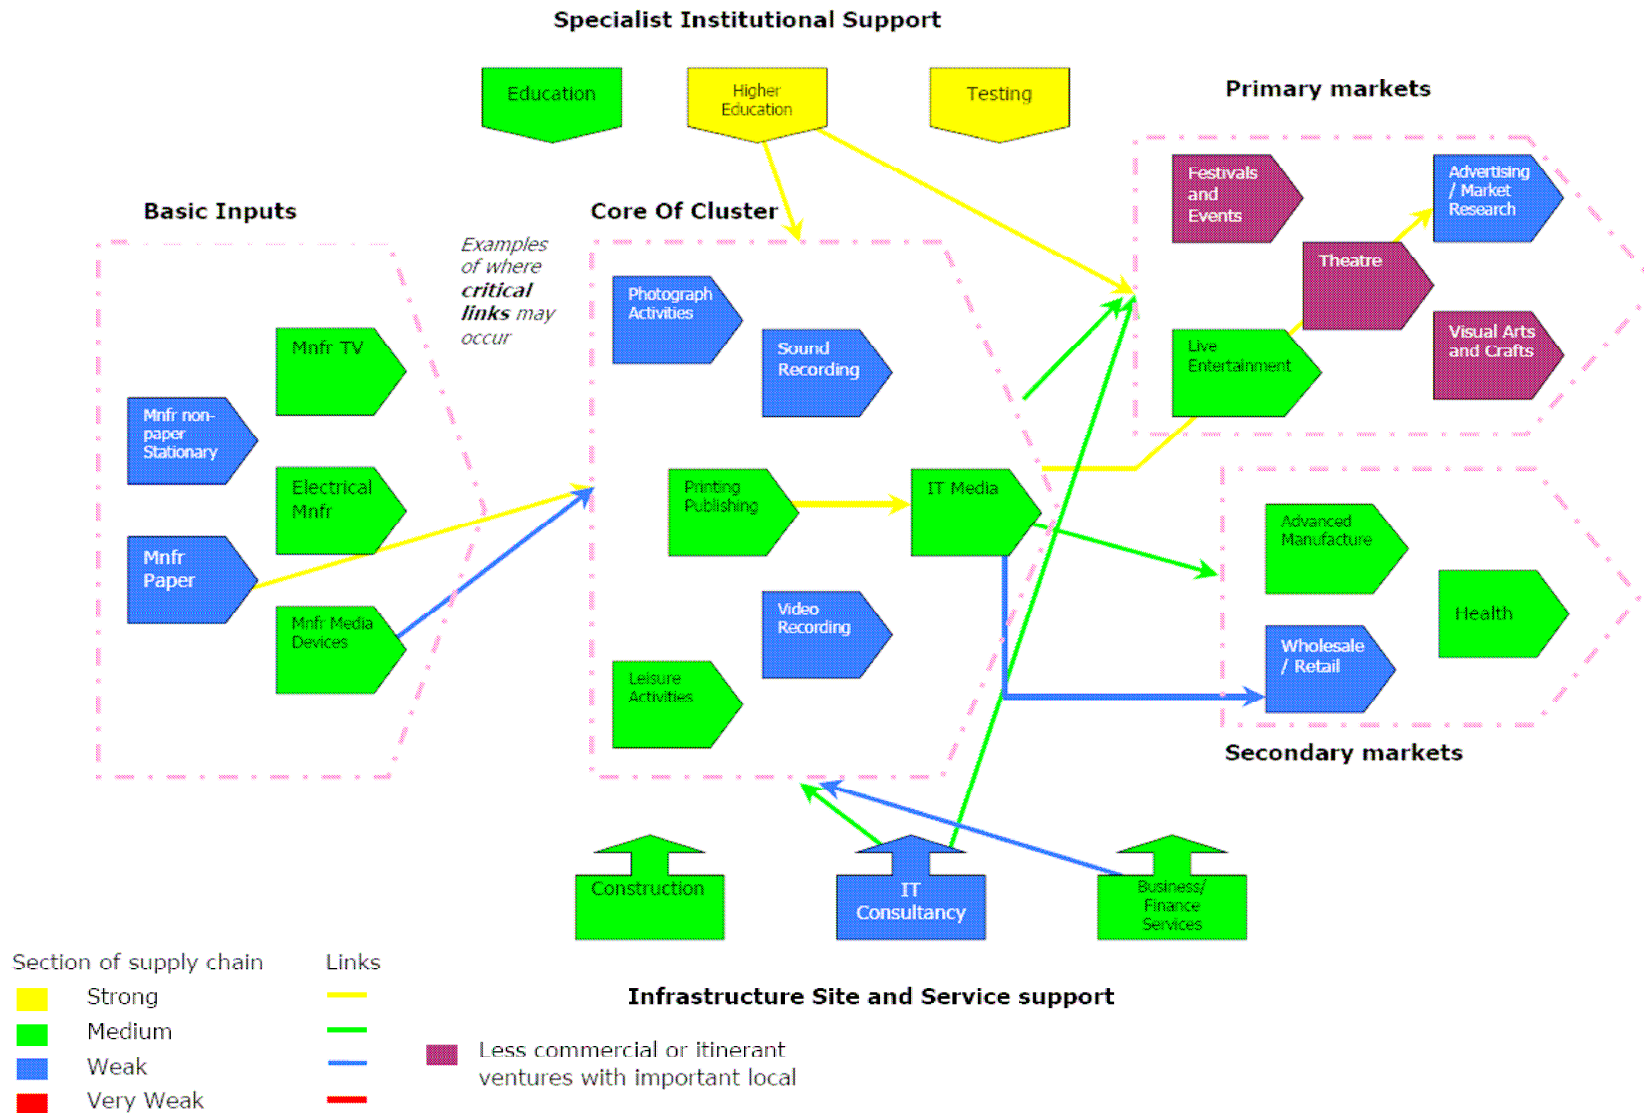 Specialist Institutional Support
Education
Higher
Education
Testing
Primary markets
Festivals
and
Events
Advertising
/ Market
Research
Theatre
Live
Entertainment
Visual Arts
and Crafts
Basic Inputs
Examples
of where
critical
links may
occur
Core Of Cluster
Mnfr TV
Mnfr non-
paper
Stationary
Electrical
Mnfr
Mnfr
Paper
Mnfr Media
Devices
Photograph
Activities
Sound
Recording
Printing
Publishing
IT Media
Video
Recording
Leisure
Activities
Advanced
Manufacture
Health
Wholesale
/ Retail
Secondary markets
Construction
IT
Consultancy
Business/
Finance
Services
Infrastructure Site and Service support
Section of supply chain
Links
Strong
Medium
Weak
Very Weak
Less commercial or itinerant
ventures with important local